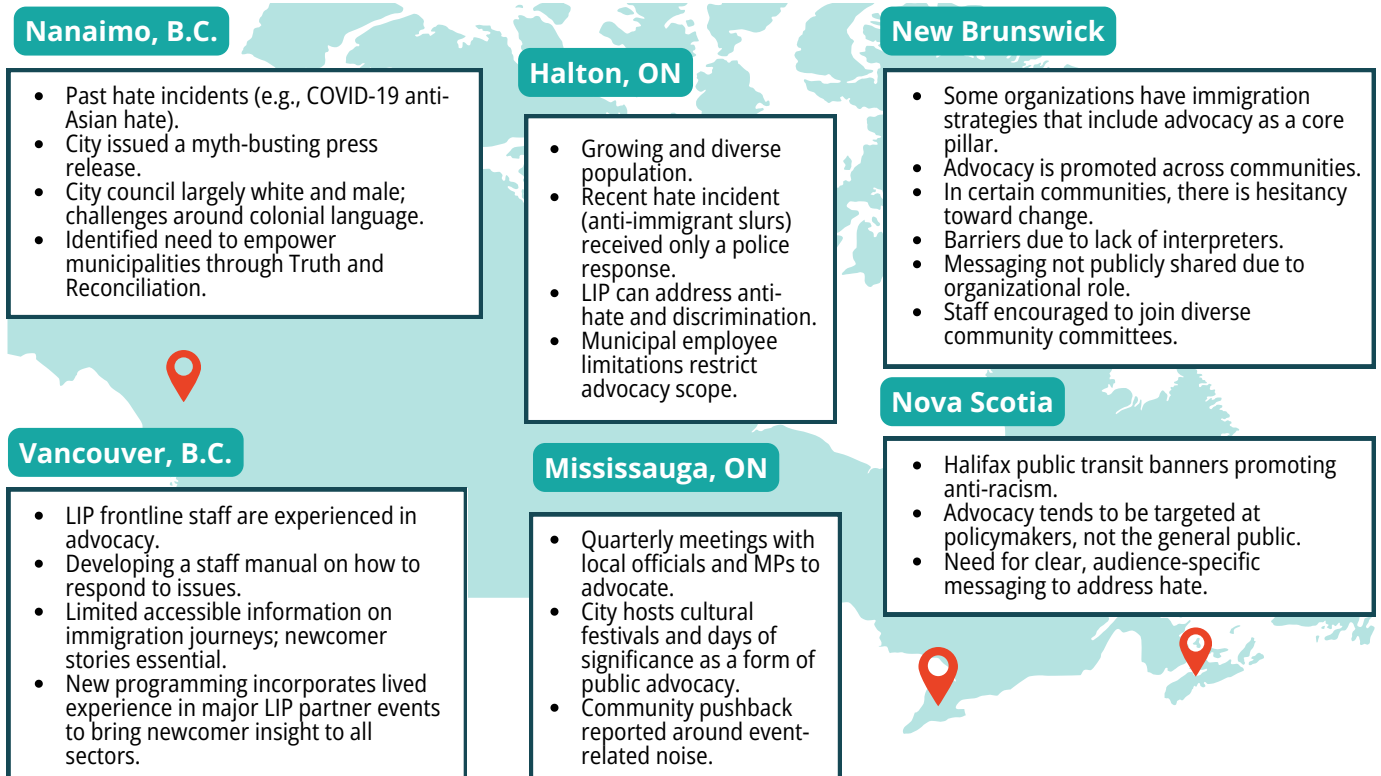 Nanaimo, B.C.
• Past hate incidents (e.g., COVID-19 anti-
Asian hate).
• City issued a myth-busting press
release.
• City council largely white and male;
challenges around colonial language.
• Identified need to empower
municipalities through Truth and
Reconciliation.
Vancouver, B.C.
• LIP frontline staff are experienced in
advocacy.
• Developing a staff manual on how to
respond to issues.
• Limited accessible information on
immigration journeys; newcomer
stories essential.
• New programming incorporates lived
experience in major LIP partner events
to bring newcomer insight to all
sectors.
Halton, ON
• Growing and diverse
population.
• Recent hate incident
(anti-immigrant slurs)
received only a police
response.
• LIP can address anti-
hate and discrimination.
• Municipal employee
limitations restrict
advocacy scope.
Mississauga, ON
• Quarterly meetings with
local officials and MPs to
advocate.
• City hosts cultural
festivals and days of
significance as a form of
public advocacy.
• Community pushback
reported around event-
related noise.
New Brunswick
• Some organizations have immigration
strategies that include advocacy as a core
pillar.
• Advocacy is promoted across communities.
• In certain communities, there is hesitancy
toward change.
• Barriers due to lack of interpreters.
• Messaging not publicly shared due to
organizational role.
• Staff encouraged to join diverse
community committees.
Nova Scotia
• Halifax public transit banners promoting
anti-racism.
• Advocacy tends to be targeted at
policymakers, not the general public.
• Need for clear, audience-specific
messaging to address hate.